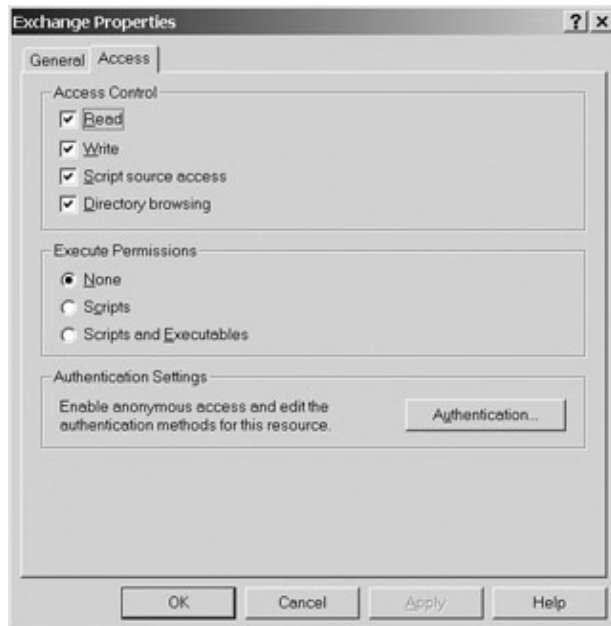 Exchange Properties
General Access
Access Control
Read
Write
Script source access
Directory browsing
Execute Permissions
None
Scripts
Scripts and Executables
Authentication Settings
Enable anonymous access and edit the
authentication methods for this resource.
Authentication...
OK Cancel Apply Help